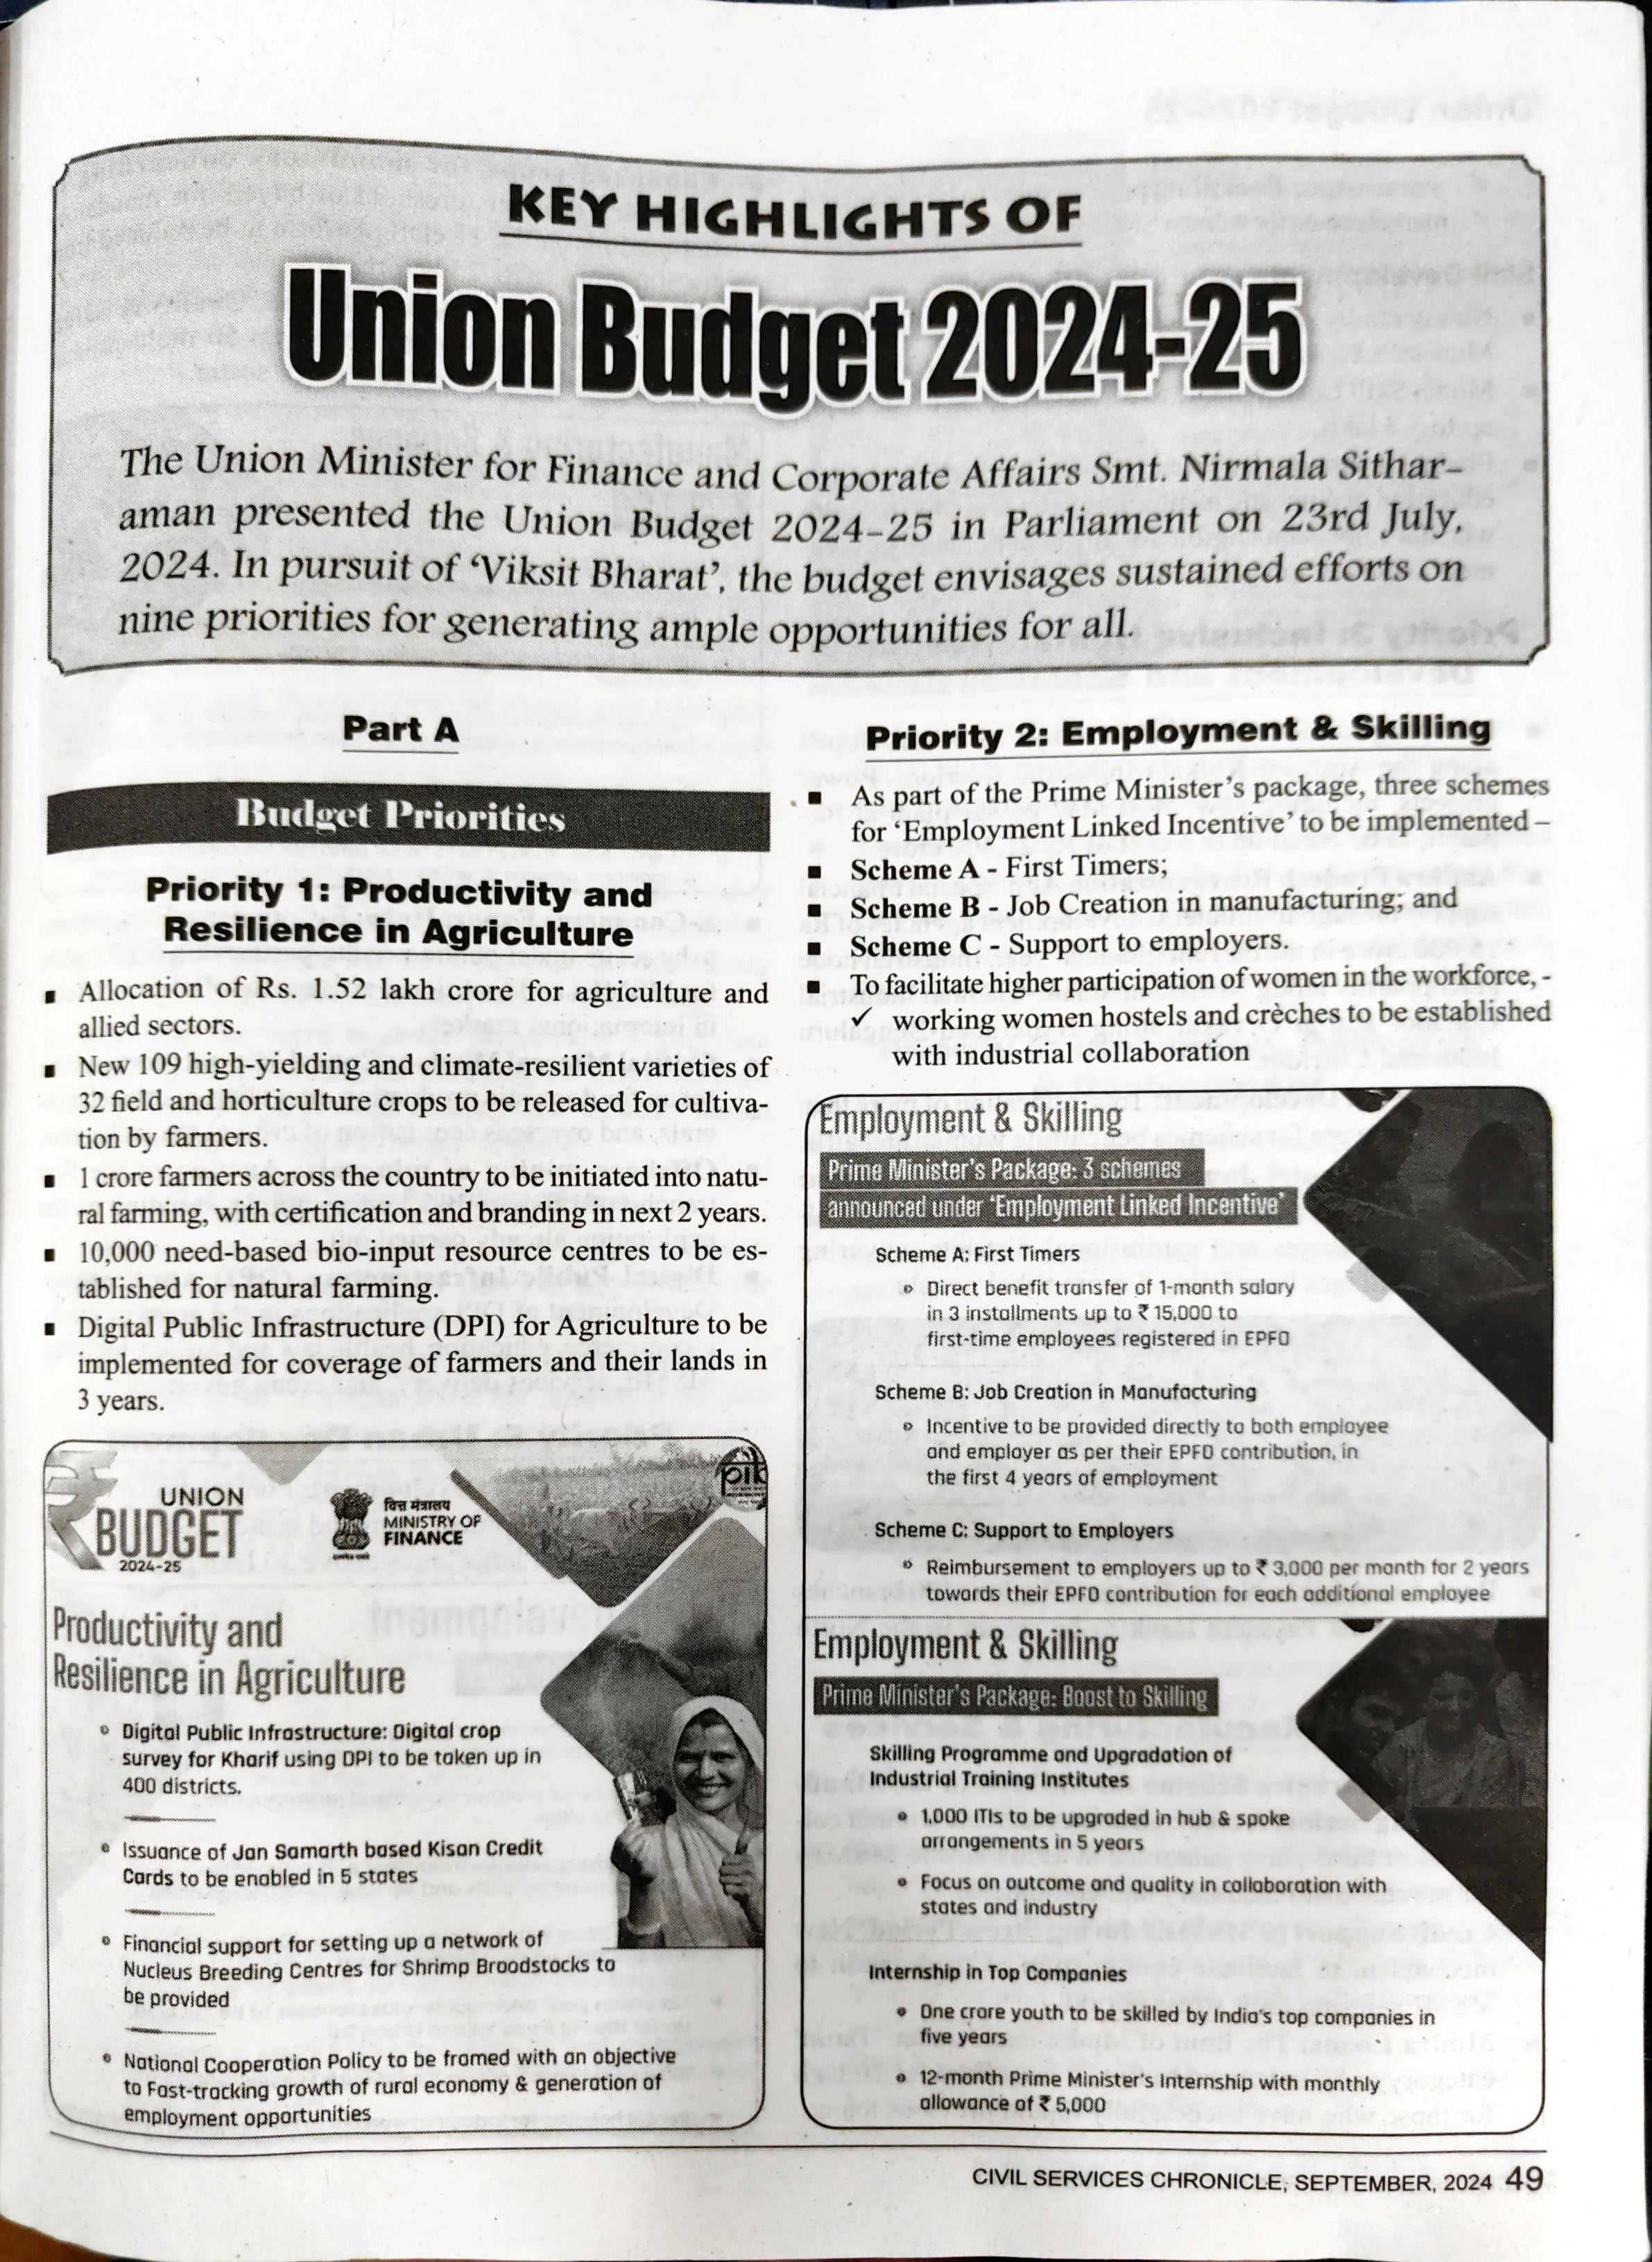 KEY HIGHLIGHTS OF
Union Budget 2024-25
The Union Minister for Finance and Corporate Affairs Smt. Nirmala Sithar-
aman presented the Union Budget 2024-25 in Parliament on 23rd July,
2024. In pursuit of ‘Viksit Bharat’, the budget envisages sustained efforts on
nine priorities for generating ample opportunities for all.
Part A
Budget Priorities
Priority 1: Productivity and
Resilience in Agriculture
▪ Allocation of Rs. 1.52 lakh crore for agriculture and
allied sectors.
▪ New 109 high-yielding and climate-resilient varieties of
32 field and horticulture crops to be released for cultiva-
tion by farmers.
▪ 1 crore farmers across the country to be initiated into natu-
ral farming, with certification and branding in next 2 years.
▪ 10,000 need-based bio-input resource centres to be es-
tablished for natural farming.
▪ Digital Public Infrastructure (DPI) for Agriculture to be
implemented for coverage of farmers and their lands in
3 years.
UNION
BUDGET
2024-25
वित्त मंत्रालय
MINISTRY OF
FINANCE
pib
Productivity and
Resilience in Agriculture
Digital Public Infrastructure: Digital crop
survey for Kharif using DPI to be taken up in
400 districts.
Issuance of Jan Samarth based Kisan Credit
Cards to be enabled in 5 states
Financial support for setting up a network of
Nucleus Breeding Centres for Shrimp Broodstocks to
be provided
National Cooperation Policy to be framed with an objective
to Fast-tracking growth of rural economy & generation of
employment opportunities
Priority 2: Employment & Skilling
▪ As part of the Prime Minister’s package, three schemes
for ‘Employment Linked Incentive’ to be implemented –
▪ Scheme A - First Timers;
▪ Scheme B - Job Creation in manufacturing; and
▪ Scheme C - Support to employers.
▪ To facilitate higher participation of women in the workforce, -
✓ working women hostels and crèches to be established
with industrial collaboration
Employment & Skilling
Prime Minister’s Package: 3 schemes
announced under ‘Employment Linked Incentive’
Scheme A: First Timers
Direct benefit transfer of 1-month salary
in 3 installments up to ₹ 15,000 to
first-time employees registered in EPFO
Scheme B: Job Creation in Manufacturing
Incentive to be provided directly to both employee
and employer as per their EPFO contribution, in
the first 4 years of employment
Scheme C: Support to Employers
Reimbursement to employers up to ₹ 3,000 per month for 2 years
towards their EPFO contribution for each additional employee
Employment & Skilling
Prime Minister’s Package: Boost to Skilling
Skilling Programme and Upgradation of
Industrial Training Institutes
1,000 ITIs to be upgraded in hub & spoke
arrangements in 5 years
Focus on outcome and quality in collaboration with
states and industry
Internship in Top Companies
One crore youth to be skilled by India’s top companies in
five years
12-month Prime Minister’s Internship with monthly
allowance of ₹ 5,000
CIVIL SERVICES CHRONICLE, SEPTEMBER, 2024 49